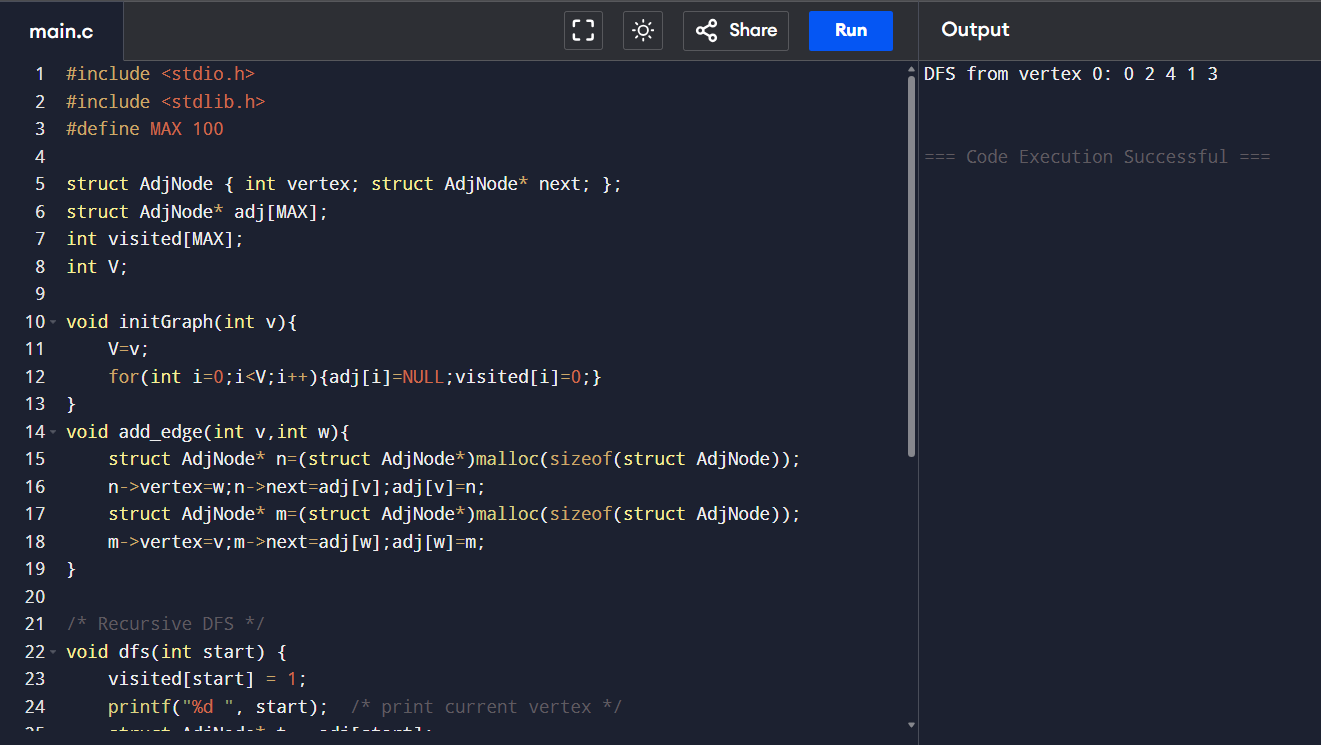 main.c
Share
Run
Output
1 #include <stdio.h>
2 #include <stdlib.h>
3 #define MAX 100
4
5 struct AdjNode { int vertex; struct AdjNode* next; };
6 struct AdjNode* adj[MAX];
7 int visited[MAX];
8 int V;
9
10 void initGraph(int v){
11     V=v;
12     for(int i=0;i<V;i++){adj[i]=NULL;visited[i]=0;}
13 }
14 void add_edge(int v,int w){
15     struct AdjNode* n=(struct AdjNode*)malloc(sizeof(struct AdjNode));
16     n->vertex=w;n->next=adj[v];adj[v]=n;
17     struct AdjNode* m=(struct AdjNode*)malloc(sizeof(struct AdjNode));
18     m->vertex=v;m->next=adj[w];adj[w]=m;
19 }
20
21 /* Recursive DFS */
22 void dfs(int start) {
23     visited[start] = 1;
24     printf("%d ", start);  /* print current vertex */
DFS from vertex 0: 0 2 4 1 3
=== Code Execution Successful ===